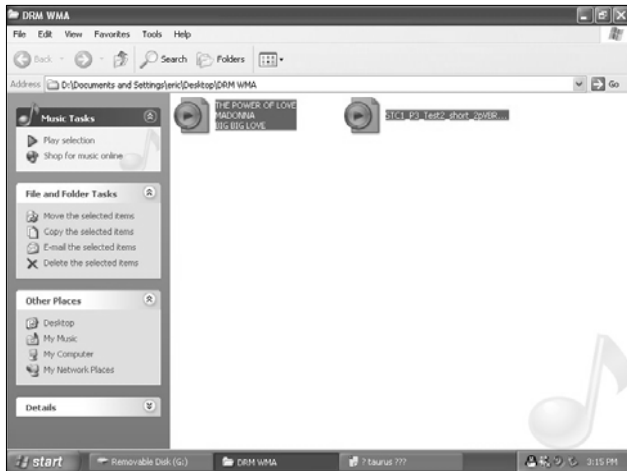 DRM WMA
File Edit View Favorites Tools Help
Back Search Folders
Address D:\Documents and Settings\eric\Desktop\DRM WMA Go
Music Tasks
Play selection
Shop for music online
File and Folder Tasks
Move the selected items
Copy the selected items
E-mail the selected items
Delete the selected items
Other Places
Desktop
My Music
My Computer
My Network Places
Details
THE POWER OF LOVE
MADONNA
BIG BIG LOVE
STC1_P3_Test2_short_2pVBR...
start Removable Disk (G:) DRM WMA ? taurus ??? 3:15 PM